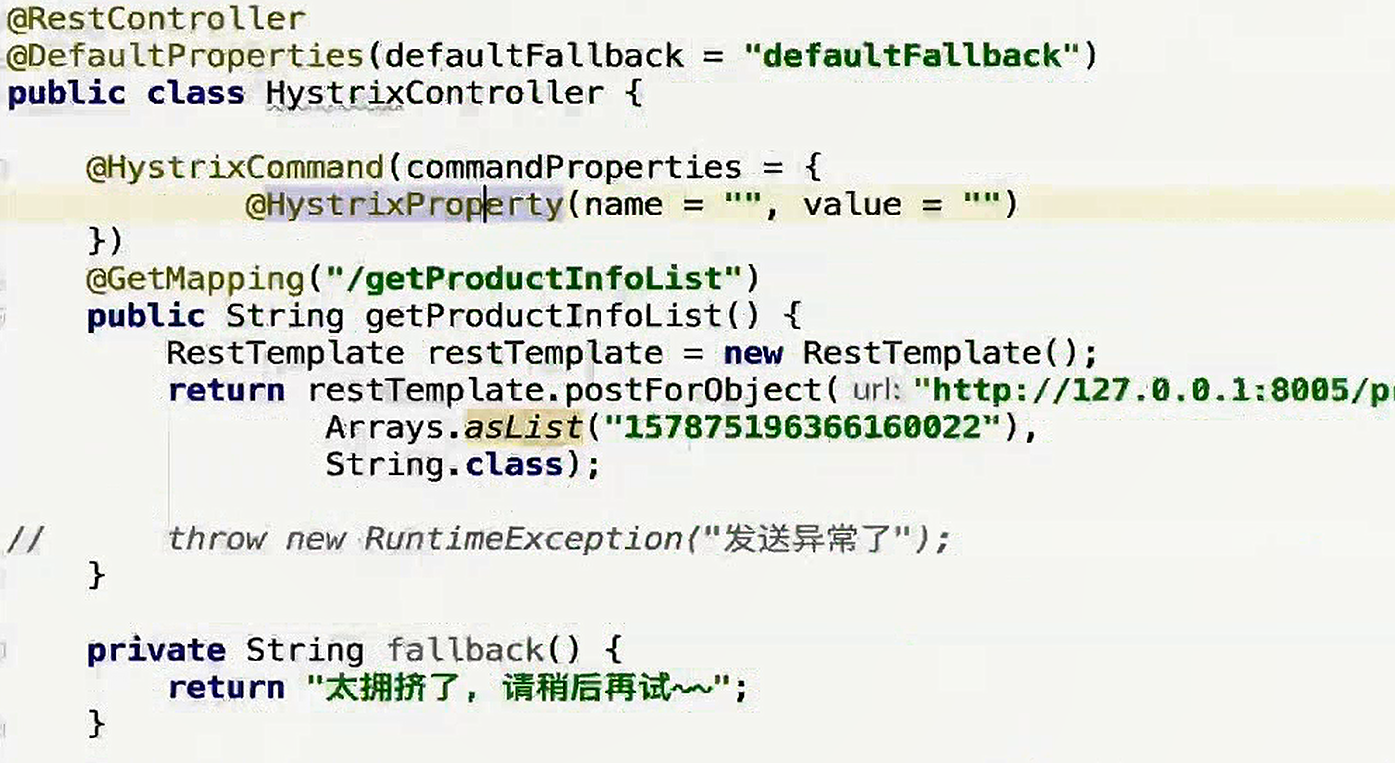 @RestController
@DefaultProperties(defaultFallback = "defaultFallback")
public class HystrixController {
@HystrixCommand(commandProperties = {
@HystrixProperty(name = "", value = "")
})
@GetMapping("/getProductInfoList")
public String getProductInfoList() {
RestTemplate restTemplate = new RestTemplate();
return restTemplate.postForObject( url: "http://127.0.0.1:8005/pr
Arrays.asList("157875196366160022"),
String.class);
// throw new RuntimeException("发送异常了");
}
private String fallback() {
return "太拥挤了, 请稍后再试~~";
}